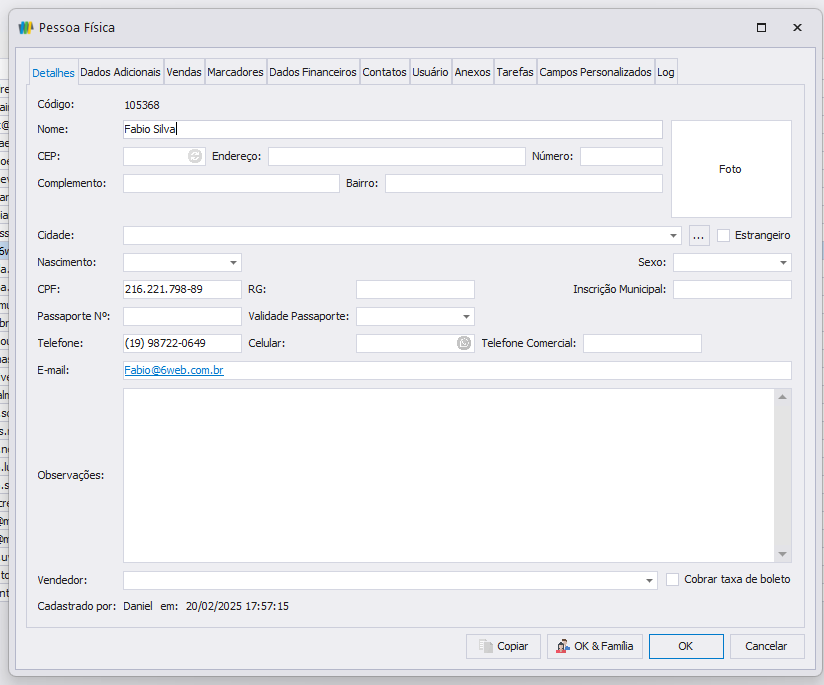 Pessoa Física
Detalhes Dados Adicionais Vendas Marcadores Dados Financeiros Contatos Usuário Anexos Tarefas Campos Personalizados Log
Código: 105368
Nome: Fabio Silva
CEP: Endereço: Número:
Foto
Complemento: Bairro:
Cidade: ... Estrangeiro
Nascimento: Sexo:
CPF: 216.221.798-89 RG: Inscrição Municipal:
Passaporte Nº: Validade Passaporte:
Telefone: (19) 98722-0649 Celular: Telefone Comercial:
E-mail: Fabio@6web.com.br
Observações:
Vendedor: Cobrar taxa de boleto
Cadastrado por: Daniel em: 20/02/2025 17:57:15
Copiar OK & Família OK Cancelar